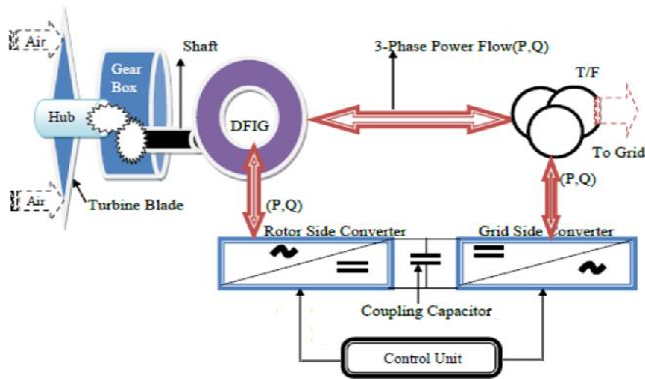 Air
Shaft
3-Phase Power Flow(P,Q)
T/F
Gear
Box
Hub
DFIG
To Grid
Air
Turbine Blade
(P,Q)
(P,Q)
Rotor Side Converter
Grid Side Converter
Coupling Capacitor
Control Unit